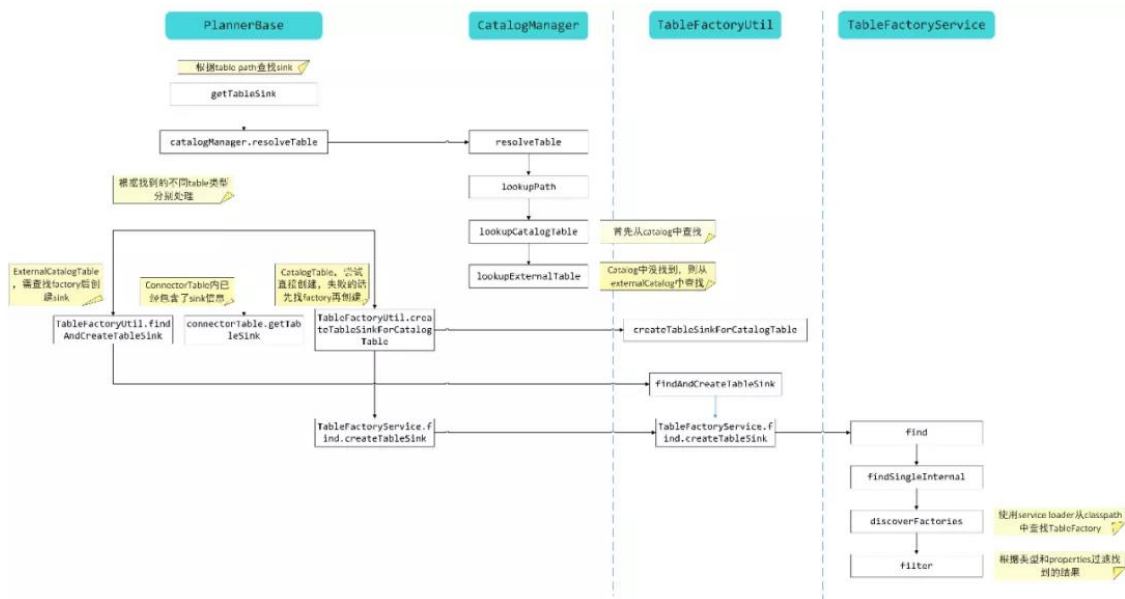 PlannerBase
CatalogManager
TableFactoryUtil
TableFactoryService
根据table path查找sink
getTableSink
catalogManager.resolveTable
resolveTable
根据找到的不同table类型
分别处理
lookupPath
lookupCatalogTable
首先从catalog中查找
lookupExternalTable
Catalog中没找到，则从
externalCatalog中查找
ExternalCatalogTable
，需查找factory后创
建sink
ConnectorTable内已
经包含了sink信息
CatalogTable，尝试
直接创建，失败的话
先找factory再创建
TableFactoryUtil.find
AndCreateTableSink
connectorTable.getTab
leSink
TableFactoryUtil.crea
teTableSinkForCatalog
Table
createTableSinkForCatalogTable
findAndCreateTableSink
TableFactoryService.f
ind.createTableSink
TableFactoryService.f
ind.createTableSink
find
findSingleInternal
discoverFactories
使用service loader从classpath
中查找TableFactory
filter
根据类型和properties过滤找
到的结果